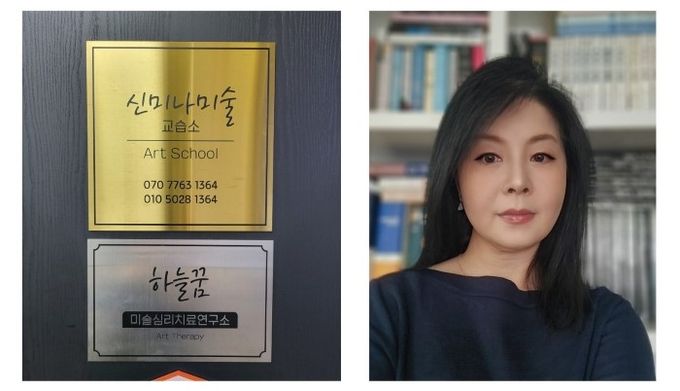 신미나미술
교습소
Art School
070 7763 1364
010 5028 1364
하늘꿈
미술심리치료연구소
Art Therapy